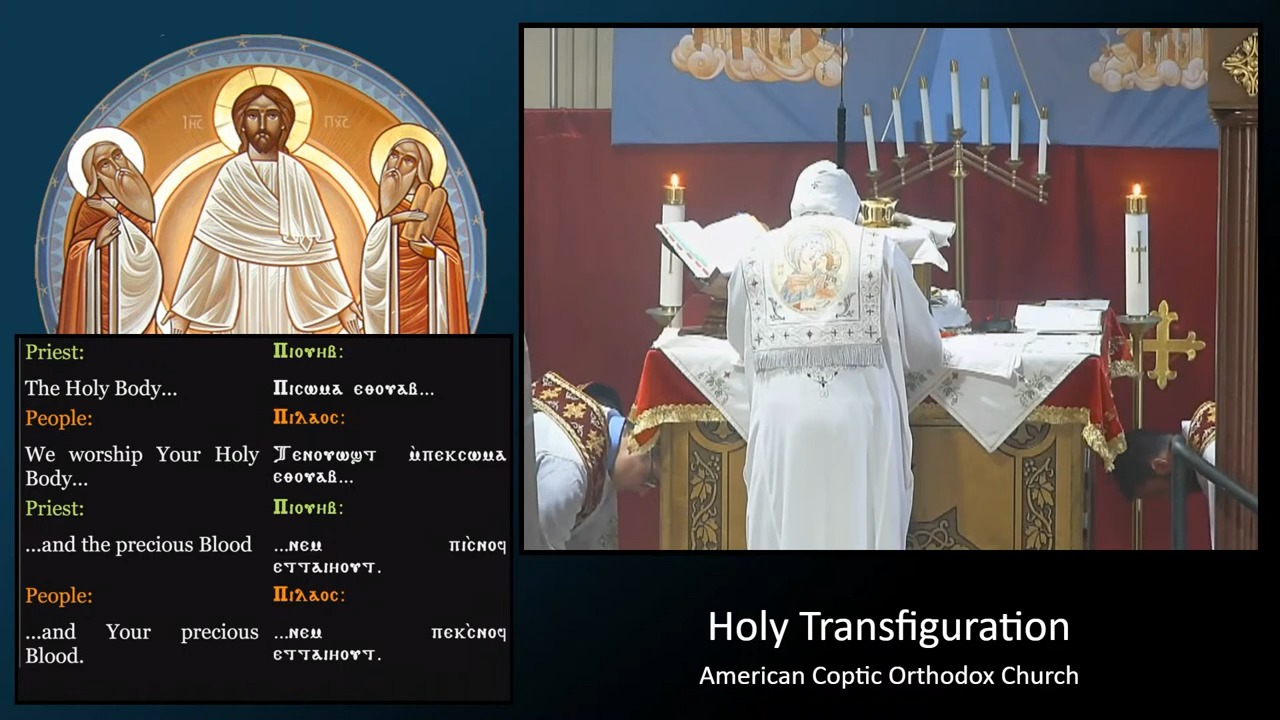 ⲒⲎⲤ ⲠⲬⲤ
Priest: Ⲡⲓⲟⲩⲏⲃ:
The Holy Body... Ⲡⲓⲥⲱⲙⲁ ⲉⲑⲟⲩⲁⲃ...
People: Ⲡⲓⲗⲁⲟⲥ:
We worship Your Holy Ⲧⲉⲛⲟⲩⲱϣⲧ ⲙ̀ⲡⲉⲕⲥⲱⲙⲁ
Body... ⲉⲑⲟⲩⲁⲃ...
Priest: Ⲡⲓⲟⲩⲏⲃ:
...and the precious Blood ...ⲛⲉⲙ ⲡⲓⲥ̀ⲛⲟϥ
ⲉⲧⲧⲁⲓⲏⲟⲩⲧ.
People: Ⲡⲓⲗⲁⲟⲥ:
...and Your precious ...ⲛⲉⲙ ⲡⲉⲕⲥ̀ⲛⲟϥ
Blood. ⲉⲧⲧⲁⲓⲏⲟⲩⲧ.
Holy Transfiguration
American Coptic Orthodox Church